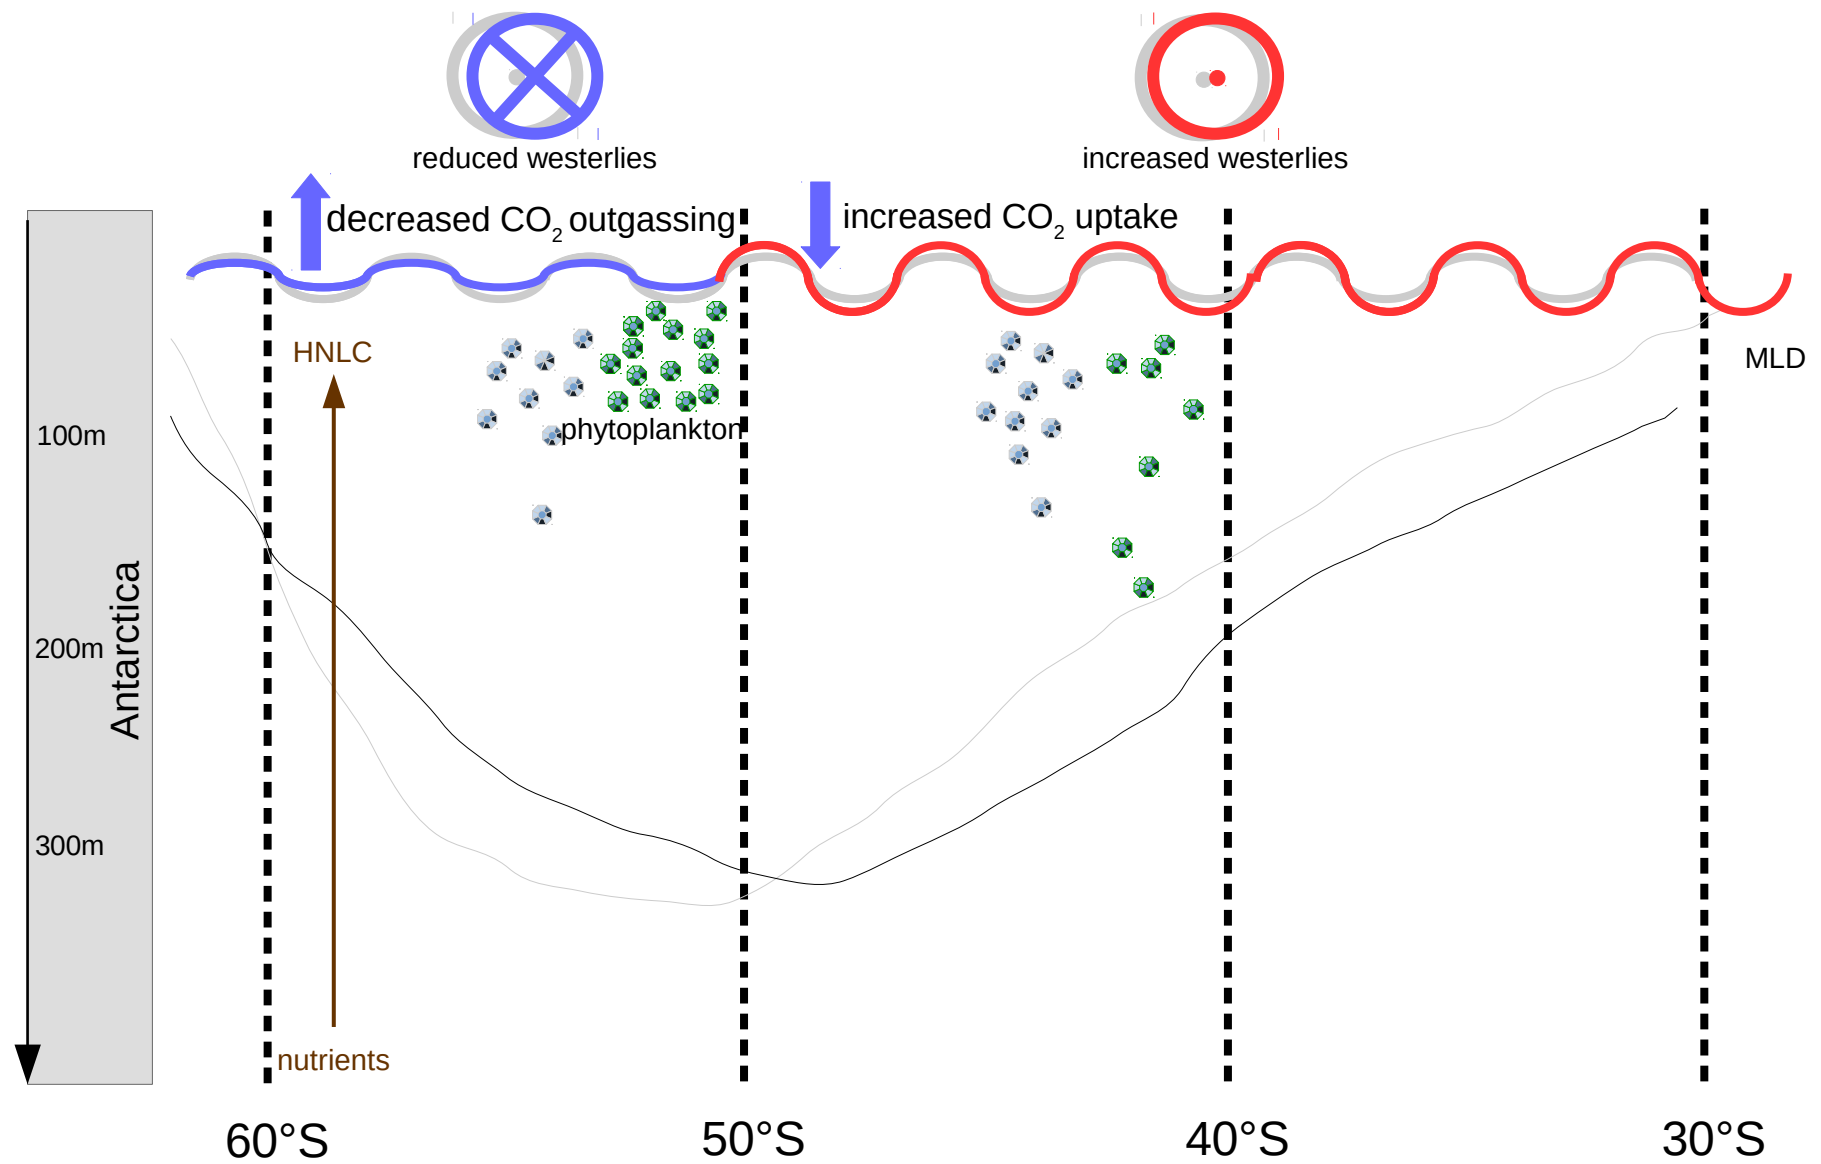 reduced westerlies
increased westerlies
decreased CO2 outgassing
increased CO2 uptake
HNLC
MLD
phytoplankton
100m
200m
300m
Antarctica
nutrients
60°S
50°S
40°S
30°S